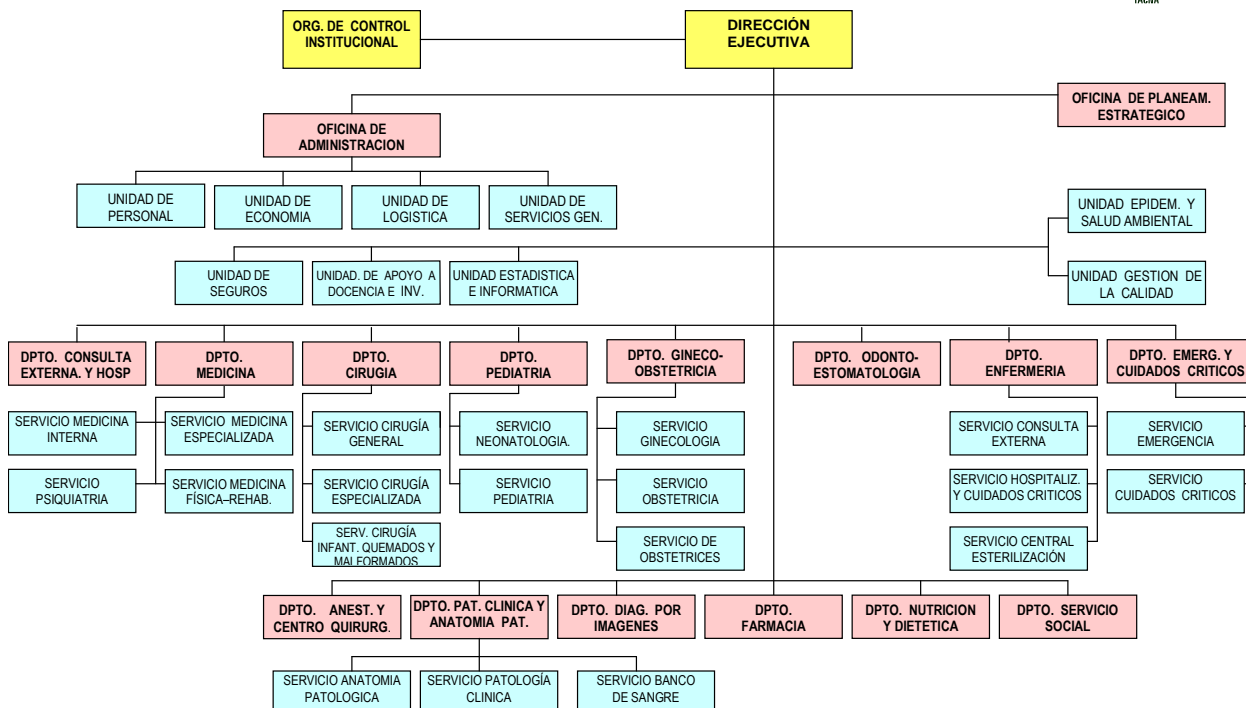 TACNA
ORG. DE CONTROL
INSTITUCIONAL
DIRECCIÓN
EJECUTIVA
OFICINA DE PLANEAM.
ESTRATEGICO
OFICINA DE
ADMINISTRACION
UNIDAD DE
PERSONAL
UNIDAD DE
ECONOMIA
UNIDAD DE
LOGISTICA
UNIDAD DE
SERVICIOS GEN.
UNIDAD EPIDEM. Y
SALUD AMBIENTAL
UNIDAD DE
SEGUROS
UNIDAD. DE APOYO A
DOCENCIA E INV.
UNIDAD ESTADISTICA
E INFORMATICA
UNIDAD GESTION DE
LA CALIDAD
DPTO. CONSULTA
EXTERNA. Y HOSP
DPTO.
MEDICINA
DPTO.
CIRUGIA
DPTO.
PEDIATRIA
DPTO. GINECO-
OBSTETRICIA
DPTO. ODONTO-
ESTOMATOLOGIA
DPTO.
ENFERMERIA
DPTO. EMERG. Y
CUIDADOS CRITICOS
SERVICIO MEDICINA
INTERNA
SERVICIO MEDICINA
ESPECIALIZADA
SERVICIO CIRUGÍA
GENERAL
SERVICIO
NEONATOLOGIA.
SERVICIO
GINECOLOGIA
SERVICIO CONSULTA
EXTERNA
SERVICIO
EMERGENCIA
SERVICIO
PSIQUIATRIA
SERVICIO MEDICINA
FÍSICA–REHAB.
SERVICIO CIRUGÍA
ESPECIALIZADA
SERVICIO
PEDIATRIA
SERVICIO
OBSTETRICIA
SERVICIO HOSPITALIZ.
Y CUIDADOS CRITICOS
SERVICIO
CUIDADOS CRITICOS
SERV. CIRUGÍA
INFANT. QUEMADOS Y
MALFORMADOS
SERVICIO DE
OBSTETRICES
SERVICIO CENTRAL
ESTERILIZACIÓN
DPTO. ANEST. Y
CENTRO QUIRURG.
DPTO. PAT. CLINICA Y
ANATOMIA PAT.
DPTO. DIAG. POR
IMAGENES
DPTO.
FARMACIA
DPTO. NUTRICION
Y DIETETICA
DPTO. SERVICIO
SOCIAL
SERVICIO ANATOMIA
PATOLOGICA
SERVICIO PATOLOGÍA
CLINICA
SERVICIO BANCO
DE SANGRE